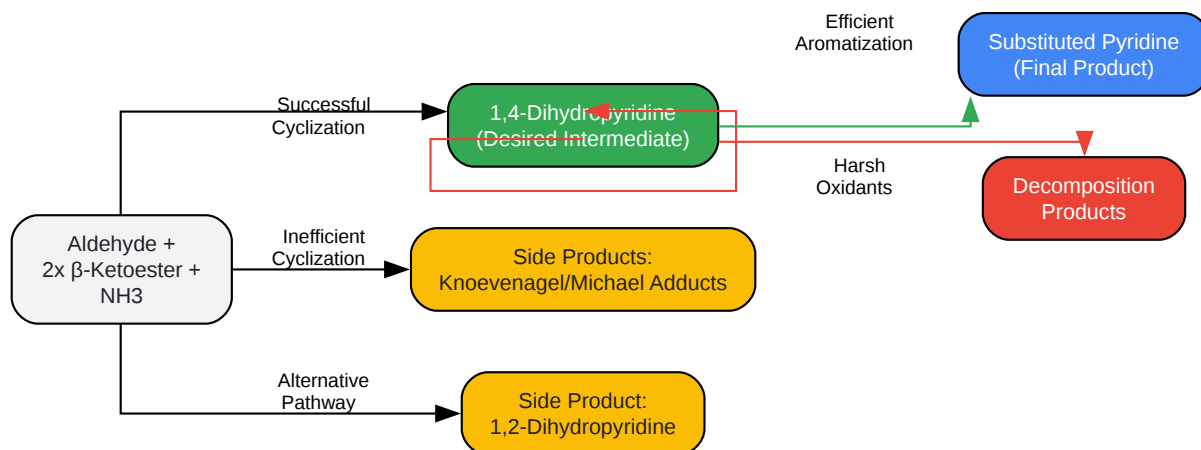 Efficient
Aromatization
Substituted Pyridine
(Final Product)
Successful
Cyclization
1,4-Dihydropyridine
(Desired Intermediate)
Harsh
Oxidants
Decomposition
Products
Aldehyde +
2x β-Ketoester +
NH3
Inefficient
Cyclization
Side Products:
Knoevenagel/Michael Adducts
Alternative
Pathway
Side Product:
1,2-Dihydropyridine